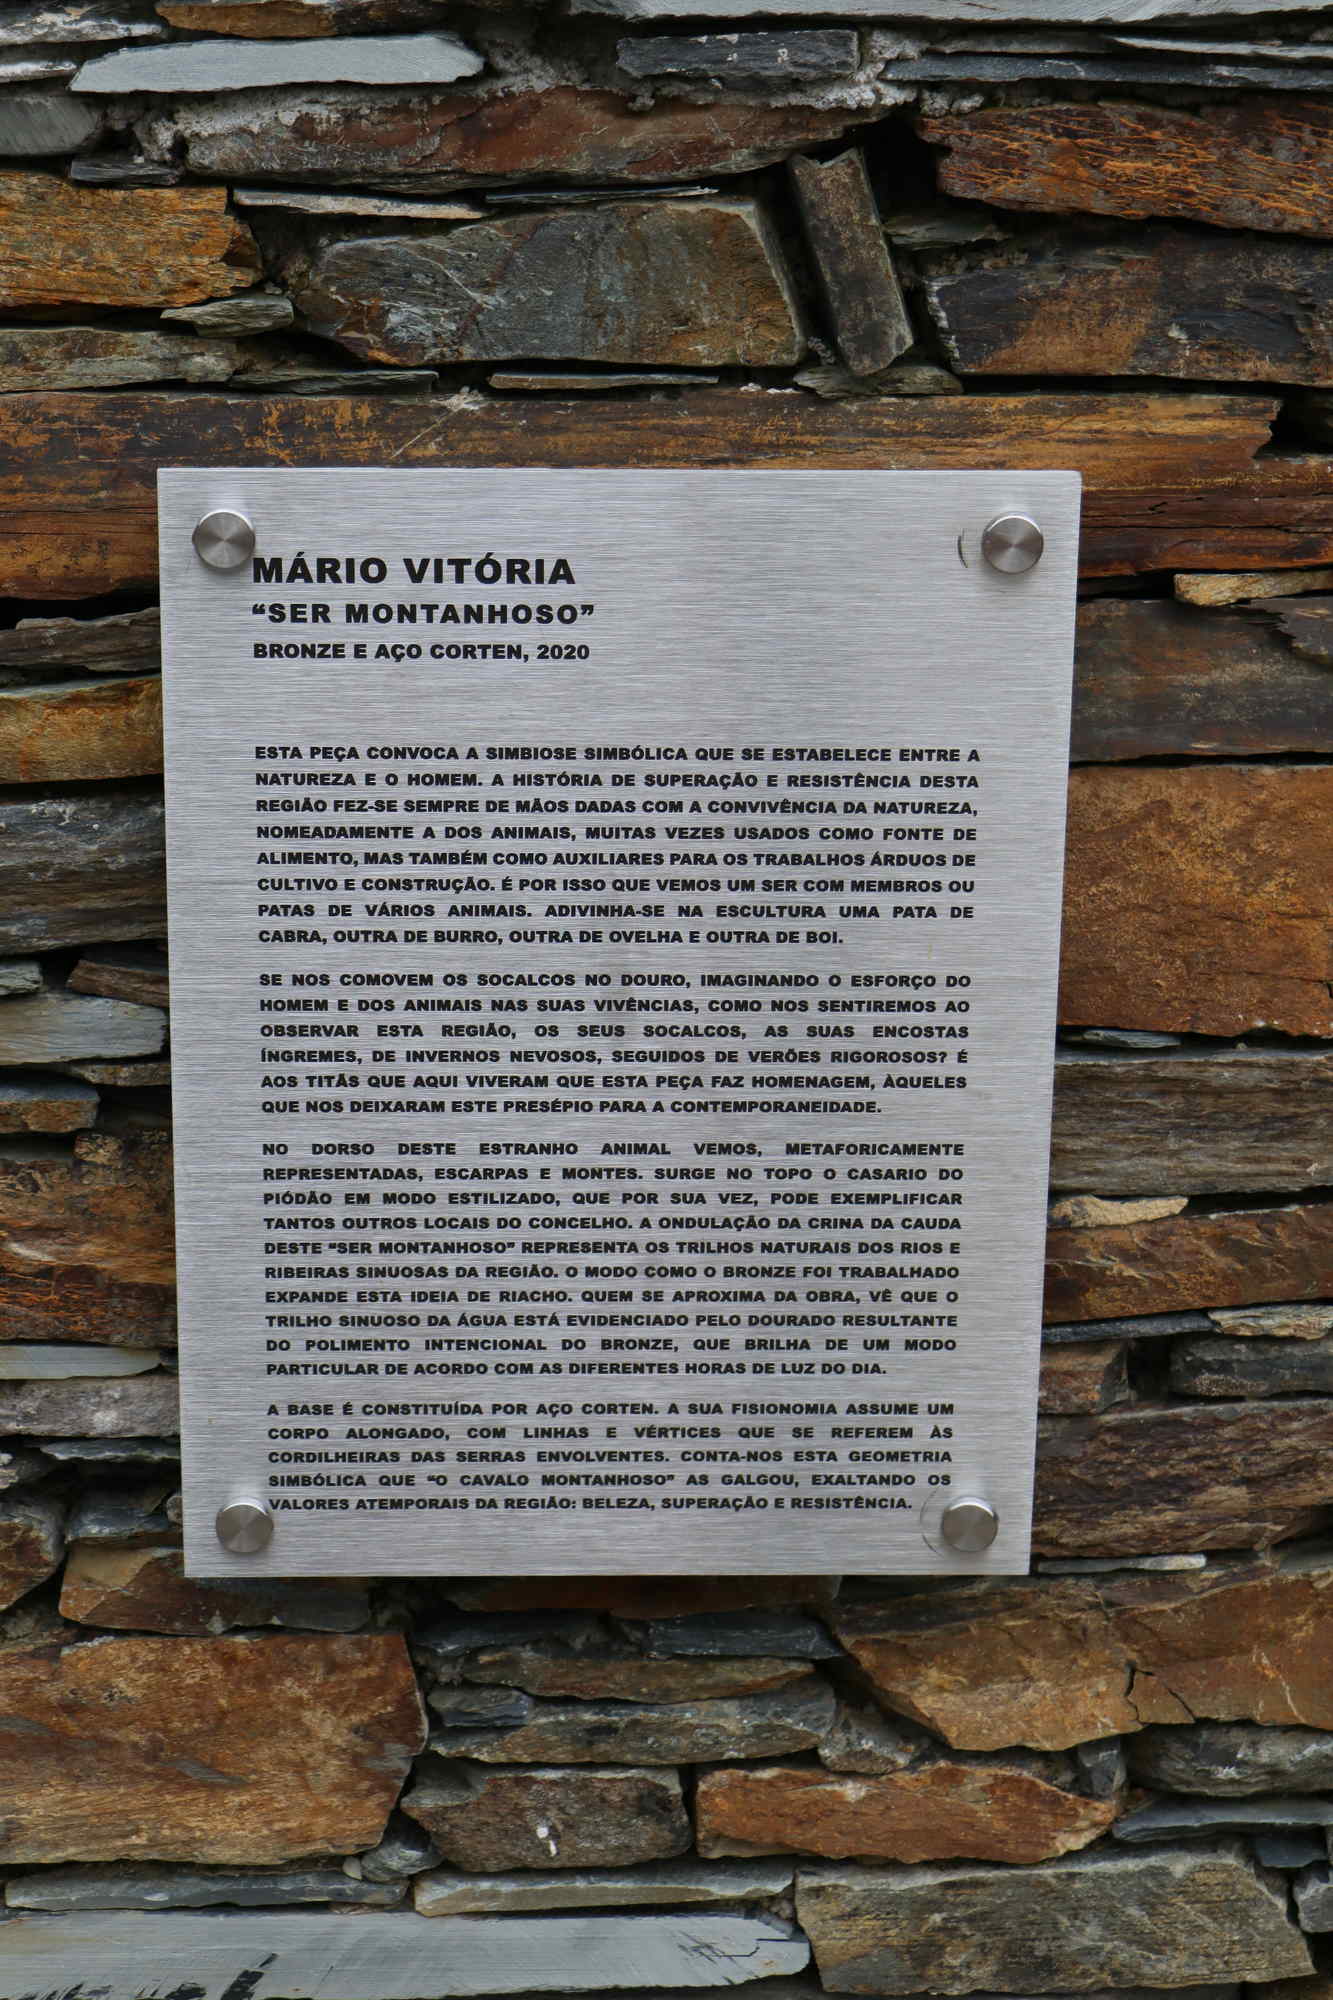 MÁRIO VITÓRIA
“SER MONTANHOSO”
BRONZE E AÇO CORTEN, 2020
ESTA PEÇA CONVOCA A SIMBIOSE SIMBÓLICA QUE SE ESTABELECE ENTRE A
NATUREZA E O HOMEM. A HISTÓRIA DE SUPERAÇÃO E RESISTÊNCIA DESTA
REGIÃO FEZ-SE SEMPRE DE MÃOS DADAS COM A CONVIVÊNCIA DA NATUREZA,
NOMEADAMENTE A DOS ANIMAIS, MUITAS VEZES USADOS COMO FONTE DE
ALIMENTO, MAS TAMBÉM COMO AUXILIARES PARA OS TRABALHOS ÁRDUOS DE
CULTIVO E CONSTRUÇÃO. É POR ISSO QUE VEMOS UM SER COM MEMBROS OU
PATAS DE VÁRIOS ANIMAIS. ADIVINHA-SE NA ESCULTURA UMA PATA DE
CABRA, OUTRA DE BURRO, OUTRA DE OVELHA E OUTRA DE BOI.
SE NOS COMOVEM OS SOCALCOS NO DOURO, IMAGINANDO O ESFORÇO DO
HOMEM E DOS ANIMAIS NAS SUAS VIVÊNCIAS, COMO NOS SENTIREMOS AO
OBSERVAR ESTA REGIÃO, OS SEUS SOCALCOS, AS SUAS ENCOSTAS
ÍNGREMES, DE INVERNOS NEVOSOS, SEGUIDOS DE VERÕES RIGOROSOS? É
AOS TITÃS QUE AQUI VIVERAM QUE ESTA PEÇA FAZ HOMENAGEM, ÀQUELES
QUE NOS DEIXARAM ESTE PRESÉPIO PARA A CONTEMPORANEIDADE.
NO DORSO DESTE ESTRANHO ANIMAL VEMOS, METAFORICAMENTE
REPRESENTADAS, ESCARPAS E MONTES. SURGE NO TOPO O CASARIO DO
PIÓDÃO EM MODO ESTILIZADO, QUE POR SUA VEZ, PODE EXEMPLIFICAR
TANTOS OUTROS LOCAIS DO CONCELHO. A ONDULAÇÃO DA CRINA DA CAUDA
DESTE “SER MONTANHOSO” REPRESENTA OS TRILHOS NATURAIS DOS RIOS E
RIBEIRAS SINUOSAS DA REGIÃO. O MODO COMO O BRONZE FOI TRABALHADO
EXPANDE ESTA IDEIA DE RIACHO. QUEM SE APROXIMA DA OBRA, VÊ QUE O
TRILHO SINUOSO DA ÁGUA ESTÁ EVIDENCIADO PELO DOURADO RESULTANTE
DO POLIMENTO INTENCIONAL DO BRONZE, QUE BRILHA DE UM MODO
PARTICULAR DE ACORDO COM AS DIFERENTES HORAS DE LUZ DO DIA.
A BASE É CONSTITUÍDA POR AÇO CORTEN. A SUA FISIONOMIA ASSUME UM
CORPO ALONGADO, COM LINHAS E VÉRTICES QUE SE REFEREM ÀS
CORDILHEIRAS DAS SERRAS ENVOLVENTES. CONTA-NOS ESTA GEOMETRIA
SIMBÓLICA QUE “O CAVALO MONTANHOSO” AS GALGOU, EXALTANDO OS
VALORES ATEMPORAIS DA REGIÃO: BELEZA, SUPERAÇÃO E RESISTÊNCIA.